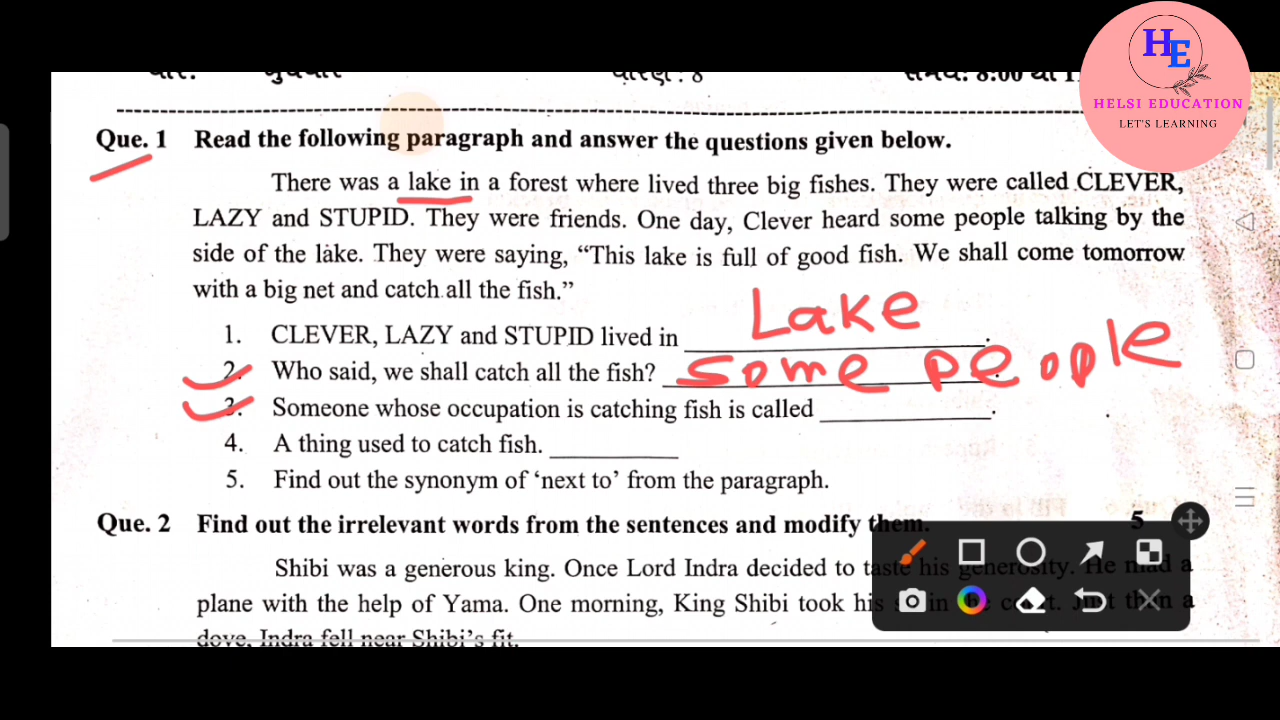 HE
HELSI EDUCATION
LET'S LEARNING
Que. 1 Read the following paragraph and answer the questions given below.
There was a lake in a forest where lived three big fishes. They were called CLEVER,
LAZY and STUPID. They were friends. One day, Clever heard some people talking by the
side of the lake. They were saying, “This lake is full of good fish. We shall come tomorrow
with a big net and catch all the fish.”
1. CLEVER, LAZY and STUPID lived in Lake.
2. Who said, we shall catch all the fish? some people.
3. Someone whose occupation is catching fish is called ____________.
4. A thing used to catch fish. __________
5. Find out the synonym of ‘next to’ from the paragraph.
Que. 2 Find out the irrelevant words from the sentences and modify them. 5
Shibi was a generous king. Once Lord Indra decided to taste his generosity. He mad a
plane with the help of Yama. One morning, King Shibi took his in a
dove, Indra fell near Shibi’s fit.